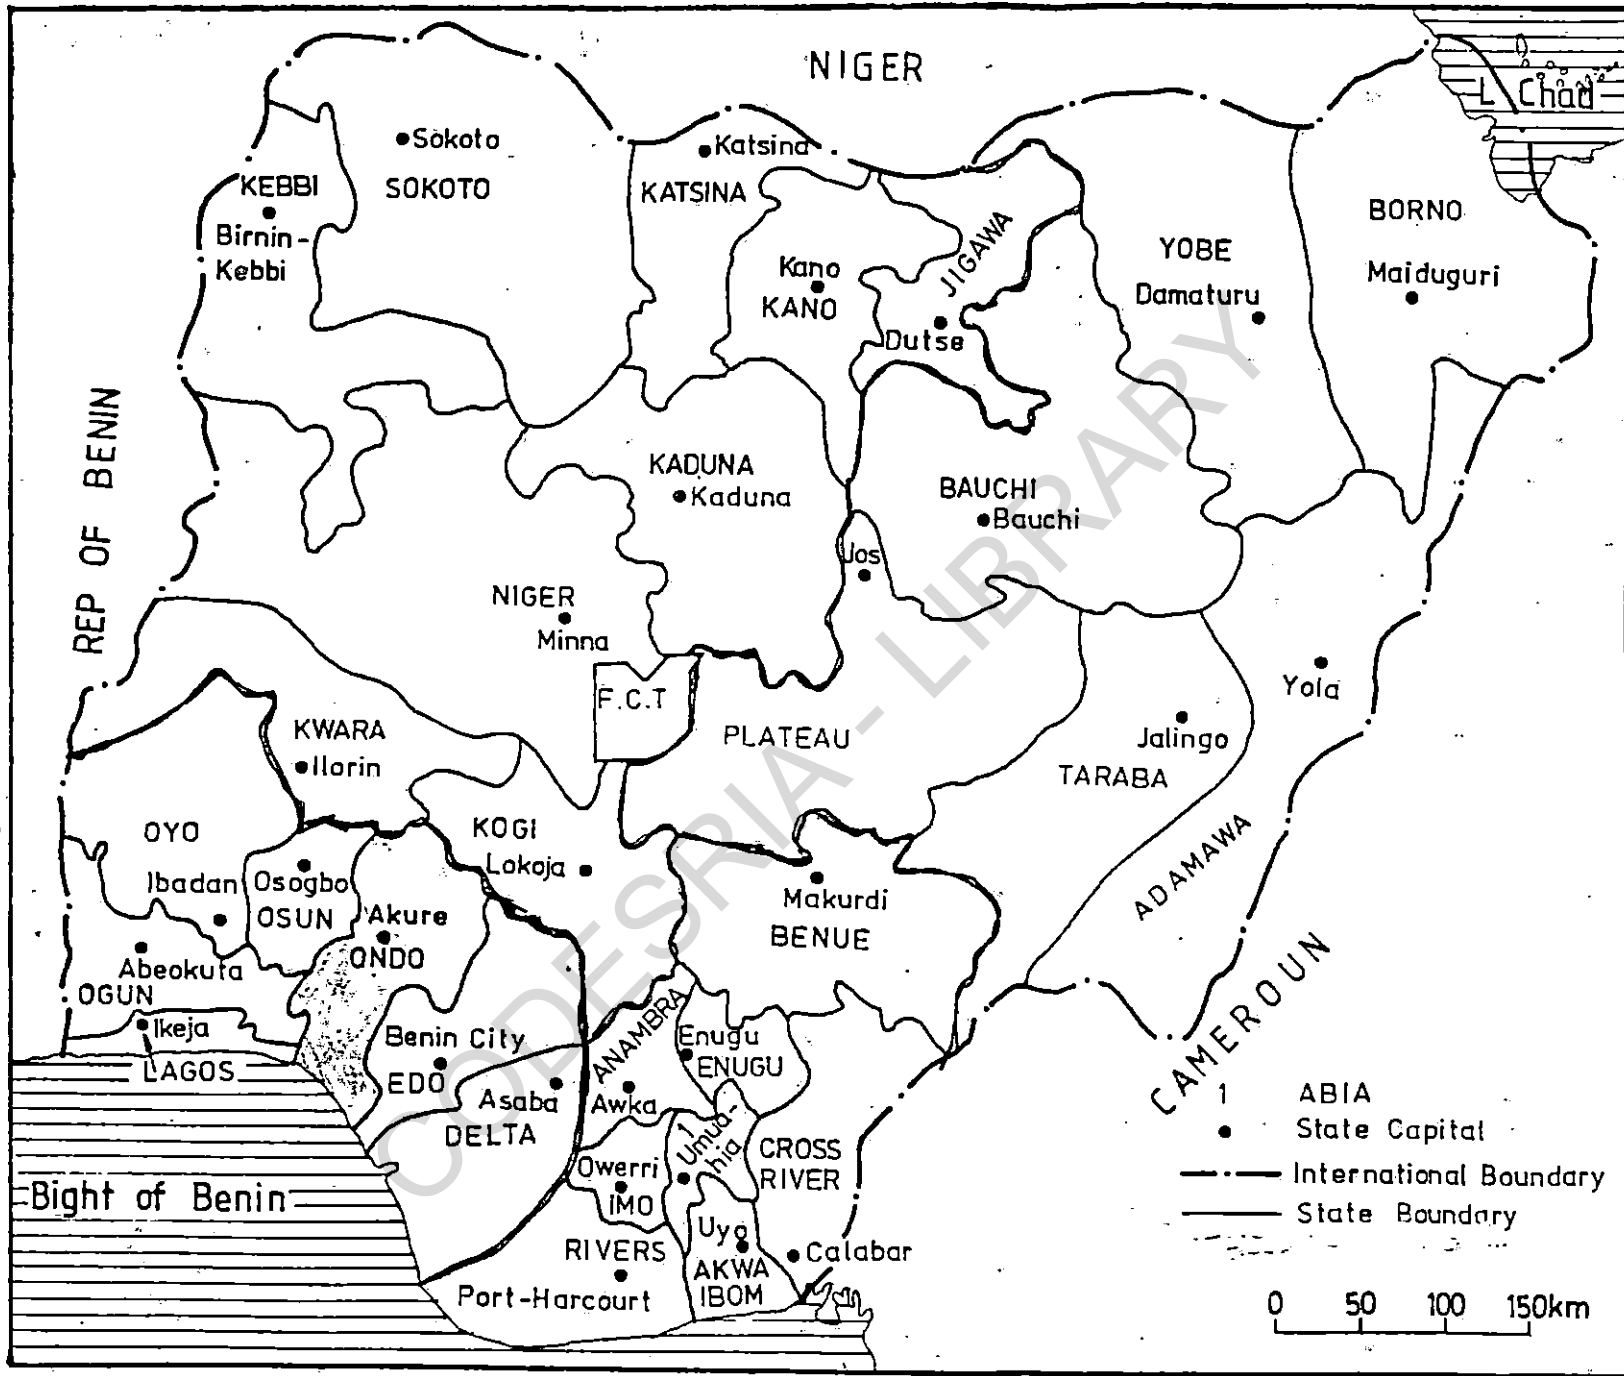 NIGER
L Chad
Sokoto
SOKOTO
Katsina
KATSINA
KEBBI
Birnin-
Kebbi
BORNO
Maiduguri
YOBE
Damaturu
JIGAWA
Dutse
Kano
KANO
REP OF BENIN
KADUNA
Kaduna
BAUCHI
Bauchi
Jos
NIGER
Minna
F.C.T
PLATEAU
Yola
Jalingo
TARABA
ADAMAWA
KWARA
Ilorin
OYO
Ibadan
KOGI
Lokoja
Osogbo
OSUN
Akure
ONDO
Makurdi
BENUE
Abeokuta
OGUN
Ikeja
LAGOS
Benin City
EDO
Asaba
DELTA
ANAMBRA
Awka
Enugu
ENUGU
CAMEROUN
1
Umua-
hia
Owerri
IMO
CROSS
RIVER
Uyo
AKWA
IBOM
Calabar
RIVERS
Port-Harcourt
Bight of Benin
1 ABIA
State Capital
International Boundary
State Boundary
0 50 100 150km
CODESRIA - LIBRARY